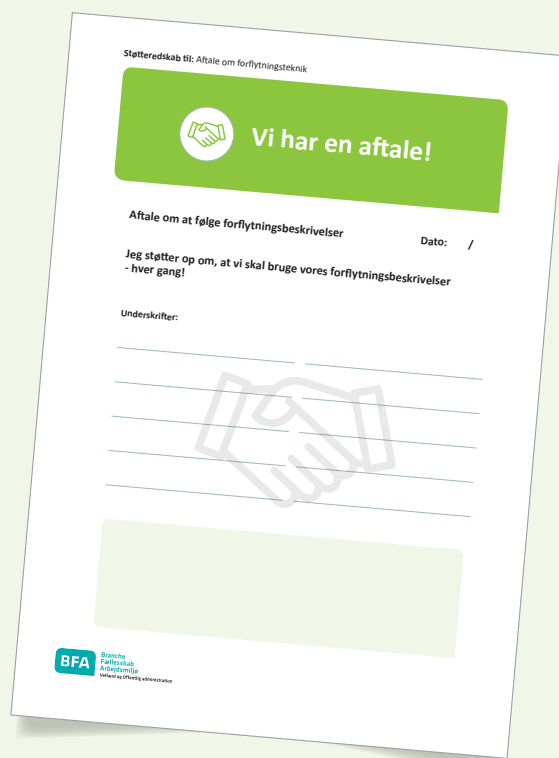 Støtteredskab til: Aftale om forflytningsteknik
Vi har en aftale!
Aftale om at følge forflytningsbeskrivelser
Dato: /
Jeg støtter op om, at vi skal bruge vores forflytningsbeskrivelser
- hver gang!
Underskrifter:
BFA
Branche
Fællesskab
Arbejdsmiljø
Velfærd og Offentlig administration